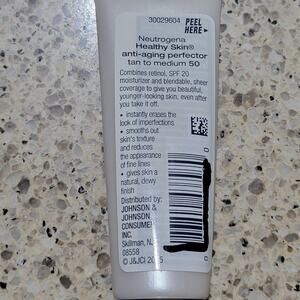 30029604
PEEL
HERE
Neutrogena
Healthy Skin®
anti-aging perfector
tan to medium 50
Combines retinol, SPF 20
moisturizer and blendable, sheer
coverage to give you beautiful,
younger-looking skin, even after
you take it off.
• instantly erases the
look of imperfections
• smooths out
skin's texture
and reduces
the appearance
of fine lines
• gives skin a
natural, dewy
finish
Distributed by:
JOHNSON &
JOHNSON
CONSUMER
INC.
Skillman, NJ
08558
© J&JCI